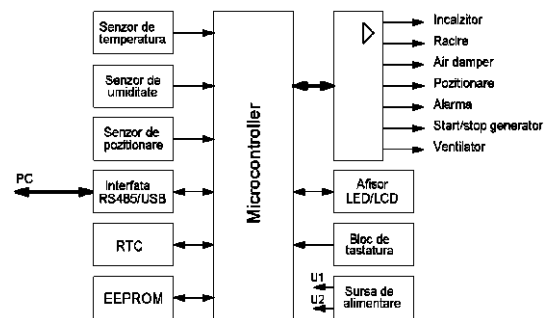 Senzor de
temperatura
Senzor de
umiditate
Senzor de
pozitionare
PC
Interfata
RS485/USB
RTC
EEPROM
Microcontroller
Incalzitor
Racire
Air damper
Pozitionare
Alarma
Start/stop generator
Ventilator
Afisor
LED/LCD
Bloc de
tastatura
U1
U2
Sursa de
alimentare